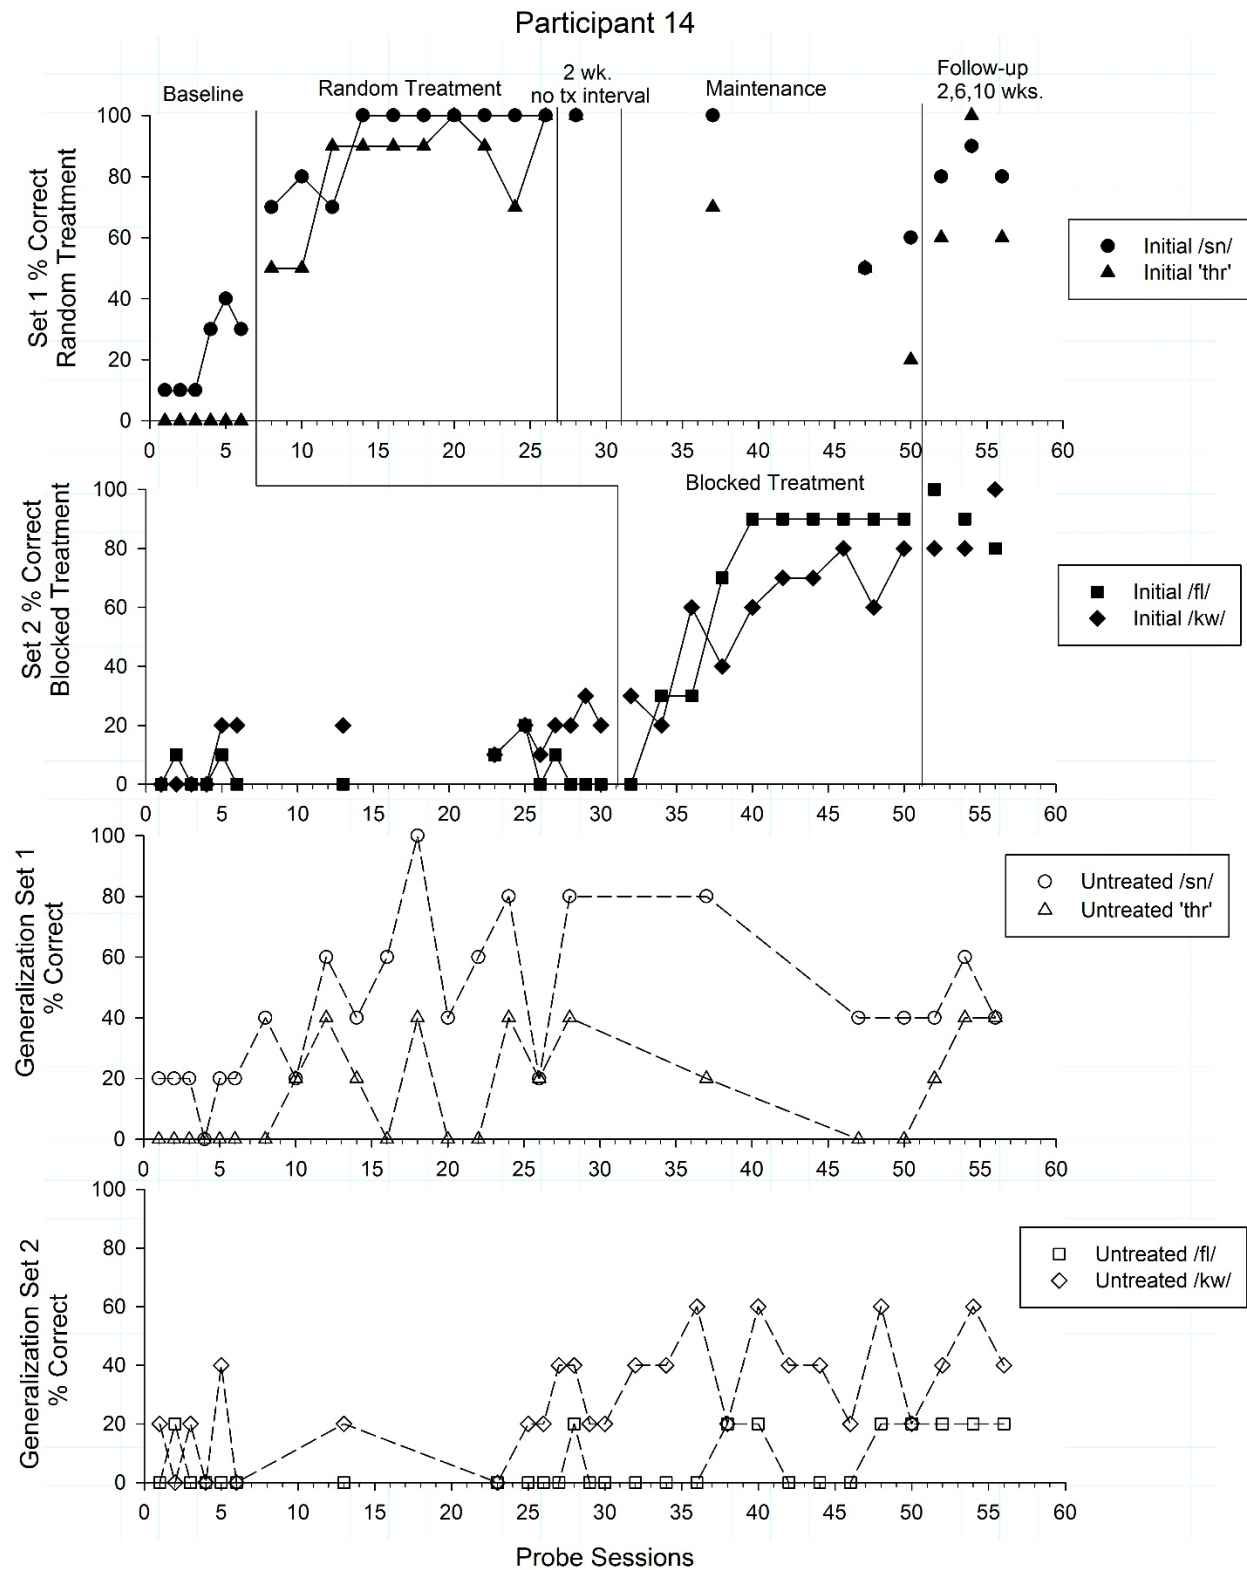 Participant 14
Baseline
Random Treatment
2 wk.
no tx interval
Maintenance
Follow-up
2,6,10 wks.
Set 1 % Correct
Random Treatment
100
80
60
40
20
0
0 5 10 15 20 25 30 35 40 45 50 55 60
Initial /sn/
Initial 'thr'
Blocked Treatment
Set 2 % Correct
Blocked Treatment
100
80
60
40
20
0
0 5 10 15 20 25 30 35 40 45 50 55 60
Initial /fl/
Initial /kw/
Generalization Set 1
% Correct
100
80
60
40
20
0
0 5 10 15 20 25 30 35 40 45 50 55 60
Untreated /sn/
Untreated 'thr'
Generalization Set 2
% Correct
100
80
60
40
20
0
0 5 10 15 20 25 30 35 40 45 50 55 60
Untreated /fl/
Untreated /kw/
Probe Sessions